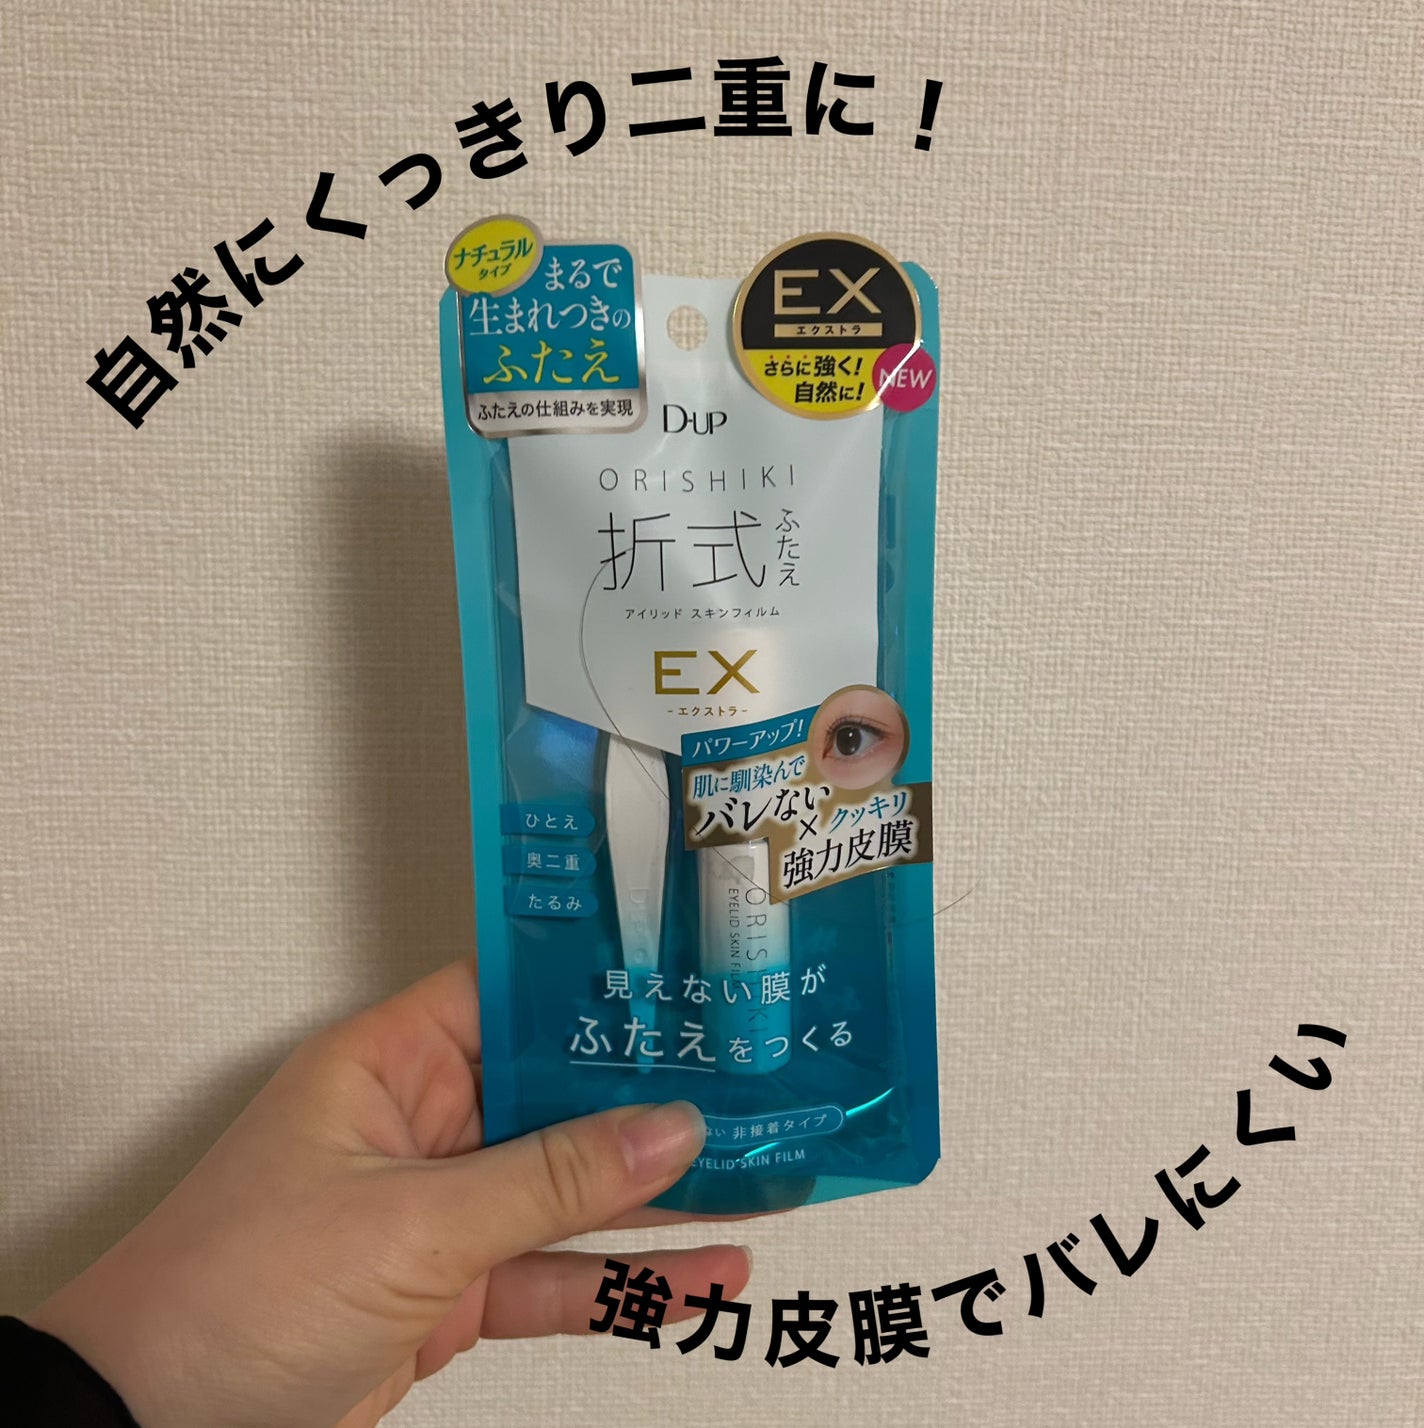 自然にくっきり二重に！
ナチュラル
タイプ
まるで
生まれつきの
ふたえ
ふたえの仕組みを実現
EX
エクストラ
さらに強く!
自然に!
NEW
D-UP
ORISHIKI
折式
ふたえ
アイリッド スキンフィルム
EX
-エクストラ-
パワーアップ!
肌に馴染んで
バレない
×
クッキリ
強力皮膜
ひとえ
奥二重
たるみ
ORISHIKI
EYELID SKIN FILM
見えない膜が
ふたえをつくる
ない 非接着タイプ
EYELID SKIN FILM
強力皮膜でバレにくい